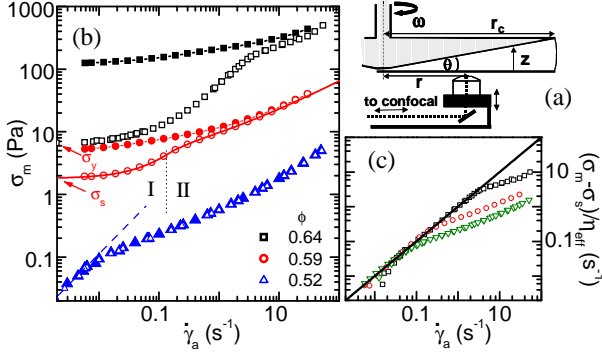 (b)
1000
100
10
1
0.1
σm (Pa)
σy
σs
I
II
ϕ
0.64
0.59
0.52
0.1
1
10
γ̇a (s-1)
ω
rc
θ
z
r
to confocal
(a)
(c)
10
0.1
(σm-σs)/ηeff (s-1)
0.1
10
γ̇a (s-1)